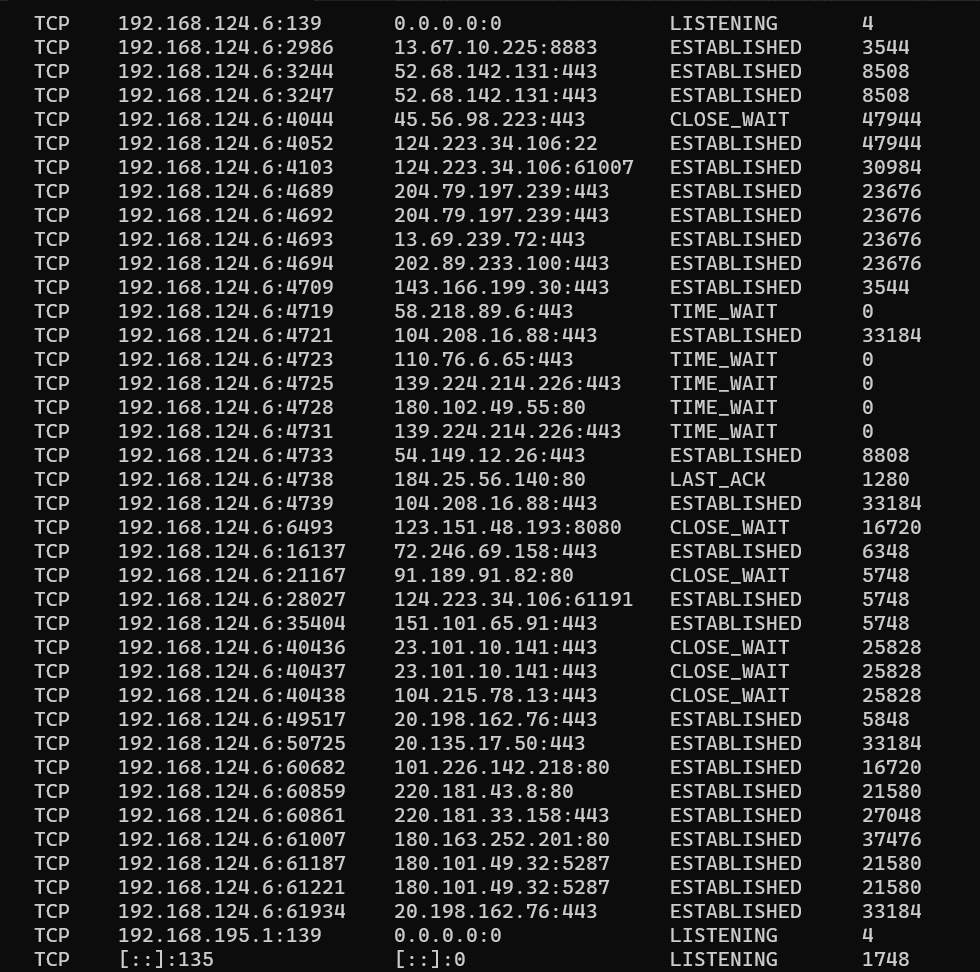 TCP    192.168.124.6:139      0.0.0.0:0              LISTENING       4
TCP    192.168.124.6:2986     13.67.10.225:8883      ESTABLISHED     3544
TCP    192.168.124.6:3244     52.68.142.131:443      ESTABLISHED     8508
TCP    192.168.124.6:3247     52.68.142.131:443      ESTABLISHED     8508
TCP    192.168.124.6:4044     45.56.98.223:443       CLOSE_WAIT      47944
TCP    192.168.124.6:4052     124.223.34.106:22      ESTABLISHED     47944
TCP    192.168.124.6:4103     124.223.34.106:61007   ESTABLISHED     30984
TCP    192.168.124.6:4689     204.79.197.239:443     ESTABLISHED     23676
TCP    192.168.124.6:4692     204.79.197.239:443     ESTABLISHED     23676
TCP    192.168.124.6:4693     13.69.239.72:443       ESTABLISHED     23676
TCP    192.168.124.6:4694     202.89.233.100:443     ESTABLISHED     23676
TCP    192.168.124.6:4709     143.166.199.30:443     ESTABLISHED     3544
TCP    192.168.124.6:4719     58.218.89.6:443        TIME_WAIT       0
TCP    192.168.124.6:4721     104.208.16.88:443      ESTABLISHED     33184
TCP    192.168.124.6:4723     110.76.6.65:443        TIME_WAIT       0
TCP    192.168.124.6:4725     139.224.214.226:443    TIME_WAIT       0
TCP    192.168.124.6:4728     180.102.49.55:80       TIME_WAIT       0
TCP    192.168.124.6:4731     139.224.214.226:443    TIME_WAIT       0
TCP    192.168.124.6:4733     54.149.12.26:443       ESTABLISHED     8808
TCP    192.168.124.6:4738     184.25.56.140:80       LAST_ACK        1280
TCP    192.168.124.6:4739     104.208.16.88:443      ESTABLISHED     33184
TCP    192.168.124.6:6493     123.151.48.193:8080    CLOSE_WAIT      16720
TCP    192.168.124.6:16137    72.246.69.158:443      ESTABLISHED     6348
TCP    192.168.124.6:21167    91.189.91.82:80        CLOSE_WAIT      5748
TCP    192.168.124.6:28027    124.223.34.106:61191   ESTABLISHED     5748
TCP    192.168.124.6:35404    151.101.65.91:443      ESTABLISHED     5748
TCP    192.168.124.6:40436    23.101.10.141:443      CLOSE_WAIT      25828
TCP    192.168.124.6:40437    23.101.10.141:443      CLOSE_WAIT      25828
TCP    192.168.124.6:40438    104.215.78.13:443      CLOSE_WAIT      25828
TCP    192.168.124.6:49517    20.198.162.76:443      ESTABLISHED     5848
TCP    192.168.124.6:50725    20.135.17.50:443       ESTABLISHED     33184
TCP    192.168.124.6:60682    101.226.142.218:80     ESTABLISHED     16720
TCP    192.168.124.6:60859    220.181.43.8:80        ESTABLISHED     21580
TCP    192.168.124.6:60861    220.181.33.158:443     ESTABLISHED     27048
TCP    192.168.124.6:61007    180.163.252.201:80     ESTABLISHED     37476
TCP    192.168.124.6:61187    180.101.49.32:5287     ESTABLISHED     21580
TCP    192.168.124.6:61221    180.101.49.32:5287     ESTABLISHED     21580
TCP    192.168.124.6:61934    20.198.162.76:443      ESTABLISHED     33184
TCP    192.168.195.1:139      0.0.0.0:0              LISTENING       4
TCP    [::]:135               [::]:0                 LISTENING       1748